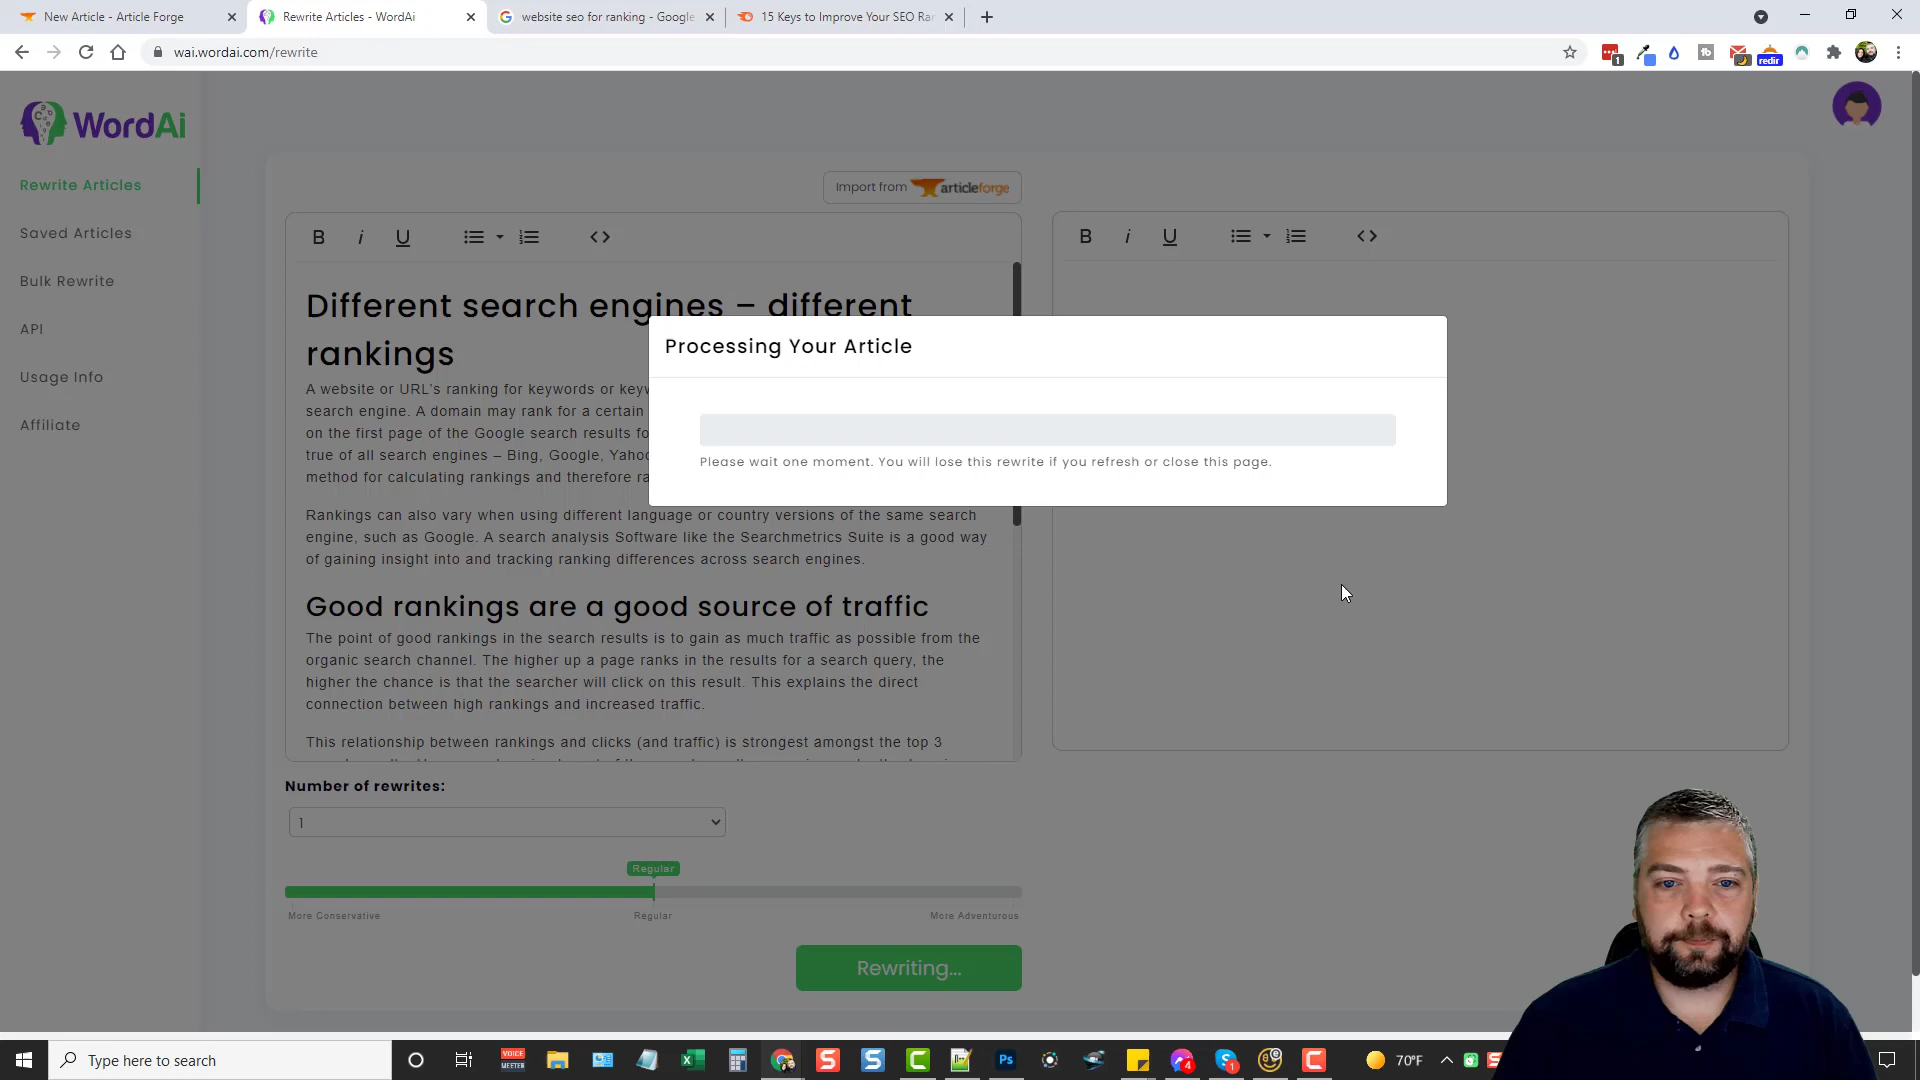 New Article - Article Forge
Rewrite Articles - WordAi
website seo for ranking - Google
15 Keys to Improve Your SEO Ran
wai.wordai.com/rewrite
1
redir
WordAi
Rewrite Articles
Saved Articles
Bulk Rewrite
API
Usage Info
Affiliate
Import from articleforge
B i U
B i U
Different search engines – different
rankings
A website or URL's ranking for keywords or keyw
search engine. A domain may rank for a certain
on the first page of the Google search results fo
true of all search engines – Bing, Google, Yahoo
method for calculating rankings and therefore ra
Rankings can also vary when using different language or country versions of the same search
engine, such as Google. A search analysis Software like the Searchmetrics Suite is a good way
of gaining insight into and tracking ranking differences across search engines.
Good rankings are a good source of traffic
The point of good rankings in the search results is to gain as much traffic as possible from the
organic search channel. The higher up a page ranks in the results for a search query, the
higher the chance is that the searcher will click on this result. This explains the direct
connection between high rankings and increased traffic.
This relationship between rankings and clicks (and traffic) is strongest amongst the top 3
Processing Your Article
Please wait one moment. You will lose this rewrite if you refresh or close this page.
Number of rewrites:
1
Regular
More Conservative
Regular
More Adventurous
Rewriting...
Type here to search
VOICE
MEETER
Ps
4
1
70°F